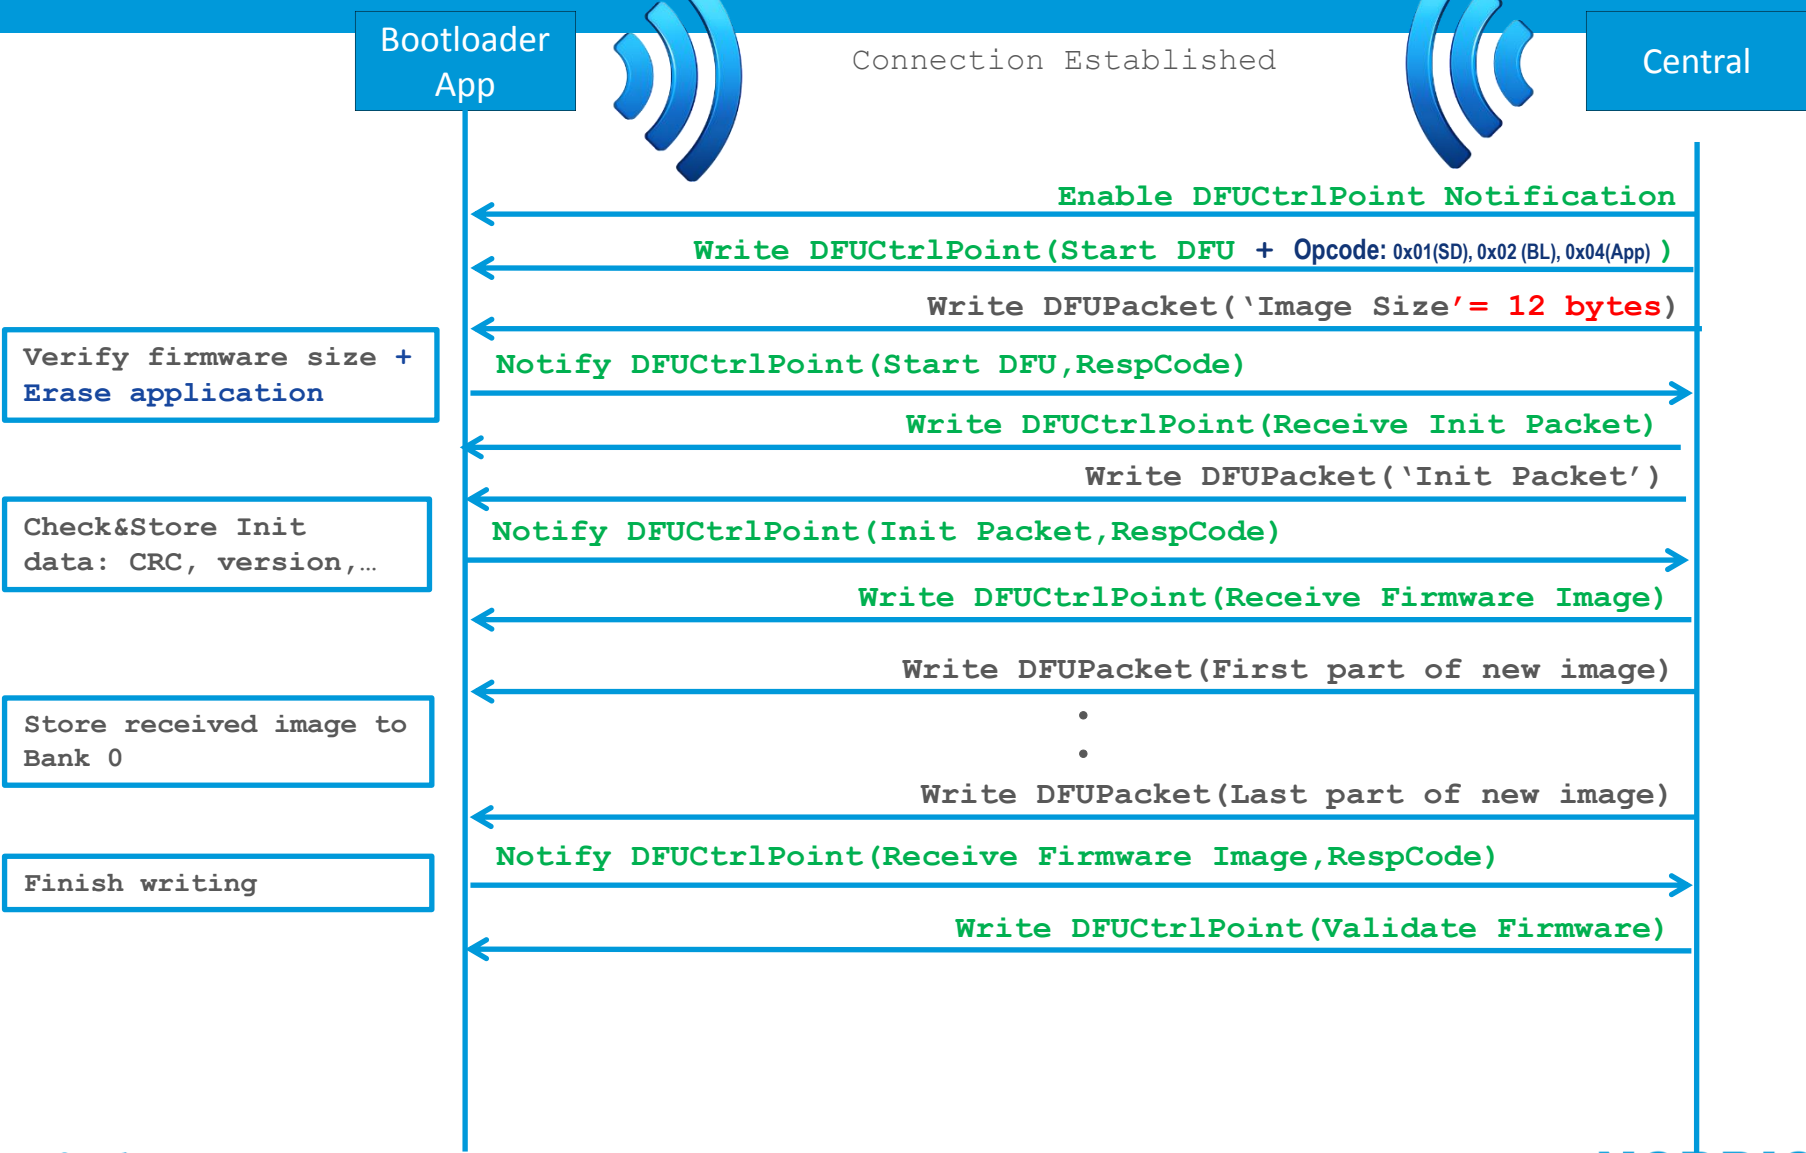 Bootloader
App
Connection Established
Central
Enable DFUCtrlPoint Notification
Write DFUCtrlPoint(Start DFU + Opcode: 0x01(SD), 0x02 (BL), 0x04(App) )
Write DFUPacket(‘Image Size’= 12 bytes)
Verify firmware size +
Erase application
Notify DFUCtrlPoint(Start DFU,RespCode)
Write DFUCtrlPoint(Receive Init Packet)
Write DFUPacket(‘Init Packet’)
Check&Store Init
data: CRC, version,…
Notify DFUCtrlPoint(Init Packet,RespCode)
Write DFUCtrlPoint(Receive Firmware Image)
Write DFUPacket(First part of new image)
Store received image to
Bank 0
Write DFUPacket(Last part of new image)
Notify DFUCtrlPoint(Receive Firmware Image,RespCode)
Finish writing
Write DFUCtrlPoint(Validate Firmware)